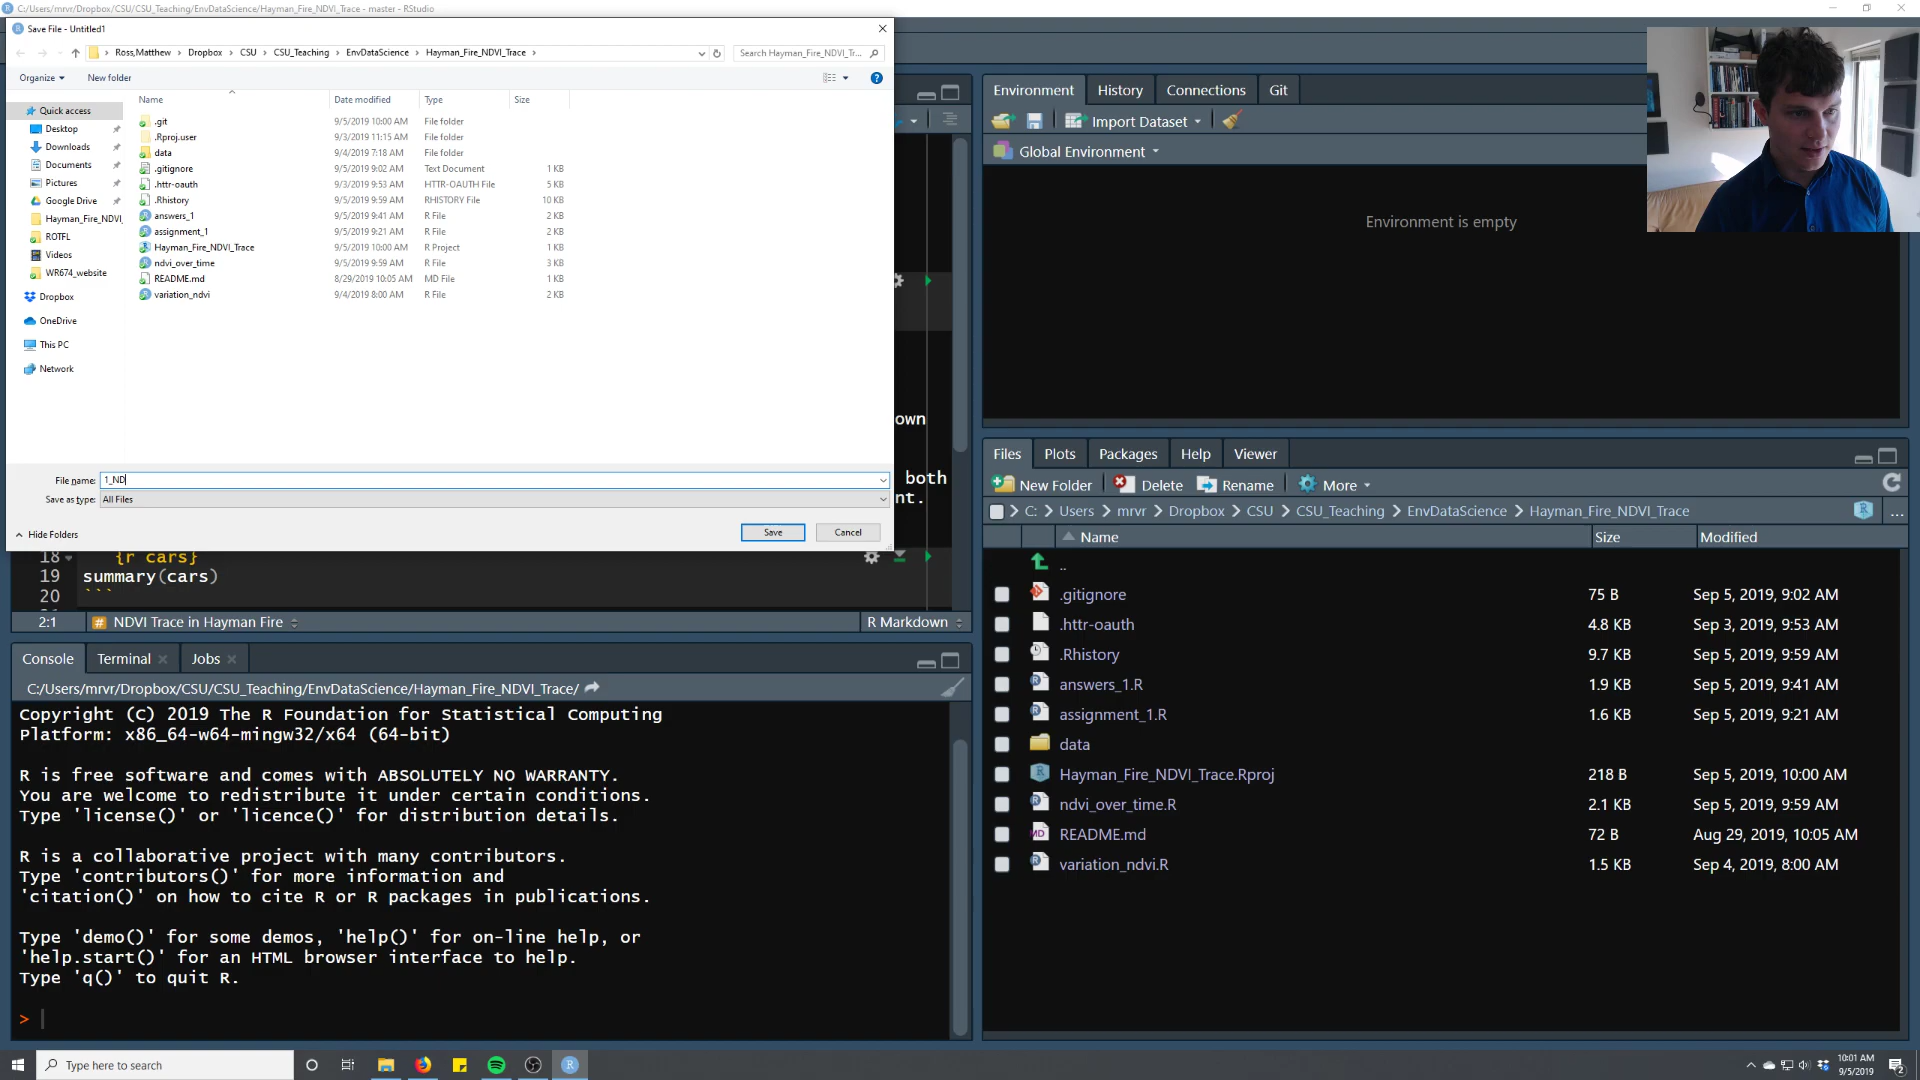 C:/Users/mrvr/Dropbox/CSU/CSU_Teaching/EnvDataScience/Hayman_Fire_NDVI_Trace - master - RStudio
Save File - Untitled1
Ross,Matthew > Dropbox > CSU > CSU_Teaching > EnvDataScience > Hayman_Fire_NDVI_Trace >
Search Hayman_Fire_NDVI_Tr...
Organize
New folder
Name
Date modified
Type
Size
Quick access
Desktop
Downloads
Documents
Pictures
Google Drive
Hayman_Fire_NDVI_
ROTFL
Videos
WR674_website
Dropbox
OneDrive
This PC
Network
.git 9/5/2019 10:00 AM File folder
.Rproj.user 9/3/2019 11:15 AM File folder
data 9/4/2019 7:18 AM File folder
.gitignore 9/5/2019 9:02 AM Text Document 1 KB
.httr-oauth 9/3/2019 9:53 AM HTTR-OAUTH File 5 KB
.Rhistory 9/5/2019 9:59 AM RHISTORY File 10 KB
answers_1 9/5/2019 9:41 AM R File 2 KB
assignment_1 9/5/2019 9:21 AM R File 2 KB
Hayman_Fire_NDVI_Trace 9/5/2019 10:00 AM R Project 1 KB
ndvi_over_time 9/5/2019 9:59 AM R File 3 KB
README.md 8/29/2019 10:05 AM MD File 1 KB
variation_ndvi 9/4/2019 8:00 AM R File 2 KB
File name: 1_ND
Save as type: All Files
Hide Folders
Save
Cancel
own
both
nt.
18 {r cars}
19 summary(cars)
20 ```
2:1 NDVI Trace in Hayman Fire R Markdown
Console Terminal Jobs
C:/Users/mrvr/Dropbox/CSU/CSU_Teaching/EnvDataScience/Hayman_Fire_NDVI_Trace/
Copyright (C) 2019 The R Foundation for Statistical Computing
Platform: x86_64-w64-mingw32/x64 (64-bit)
R is free software and comes with ABSOLUTELY NO WARRANTY.
You are welcome to redistribute it under certain conditions.
Type 'license()' or 'licence()' for distribution details.
R is a collaborative project with many contributors.
Type 'contributors()' for more information and
'citation()' on how to cite R or R packages in publications.
Type 'demo()' for some demos, 'help()' for on-line help, or
'help.start()' for an HTML browser interface to help.
Type 'q()' to quit R.
>
Environment History Connections Git
Import Dataset
Global Environment
Environment is empty
Files Plots Packages Help Viewer
New Folder Delete Rename More
C: > Users > mrvr > Dropbox > CSU > CSU_Teaching > EnvDataScience > Hayman_Fire_NDVI_Trace ...
Name Size Modified
..
.gitignore 75 B Sep 5, 2019, 9:02 AM
.httr-oauth 4.8 KB Sep 3, 2019, 9:53 AM
.Rhistory 9.7 KB Sep 5, 2019, 9:59 AM
answers_1.R 1.9 KB Sep 5, 2019, 9:41 AM
assignment_1.R 1.6 KB Sep 5, 2019, 9:21 AM
data
Hayman_Fire_NDVI_Trace.Rproj 218 B Sep 5, 2019, 10:00 AM
ndvi_over_time.R 2.1 KB Sep 5, 2019, 9:59 AM
README.md 72 B Aug 29, 2019, 10:05 AM
variation_ndvi.R 1.5 KB Sep 4, 2019, 8:00 AM
Type here to search
10:01 AM
9/5/2019